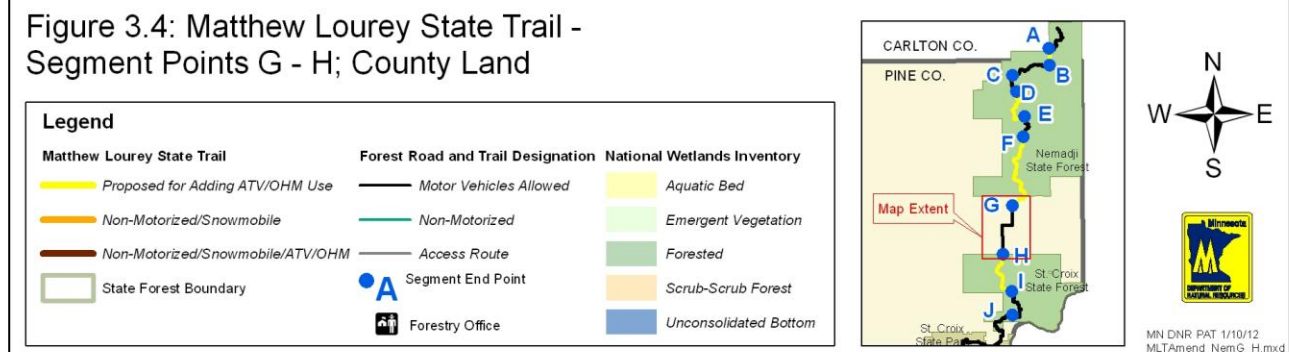 Figure 3.4: Matthew Lourey State Trail -
Segment Points G - H; County Land
Legend
Matthew Lourey State Trail
Proposed for Adding ATV/OHM Use
Non-Motorized/Snowmobile
Non-Motorized/Snowmobile/ATV/OHM
State Forest Boundary
Forest Road and Trail Designation
Motor Vehicles Allowed
Non-Motorized
Access Route
A Segment End Point
Forestry Office
National Wetlands Inventory
Aquatic Bed
Emergent Vegetation
Forested
Scrub-Scrub Forest
Unconsolidated Bottom
CARLTON CO.
PINE CO.
A
B
C
D
E
F
Nemadji
State Forest
Map Extent
G
H
I
St. Croix
State Forest
J
St. Croix
State Park
N
W
E
S
Minnesota
DEPARTMENT OF
NATURAL RESOURCES
MN DNR PAT 1/10/12
MLTAmend_NemG_H.mxd